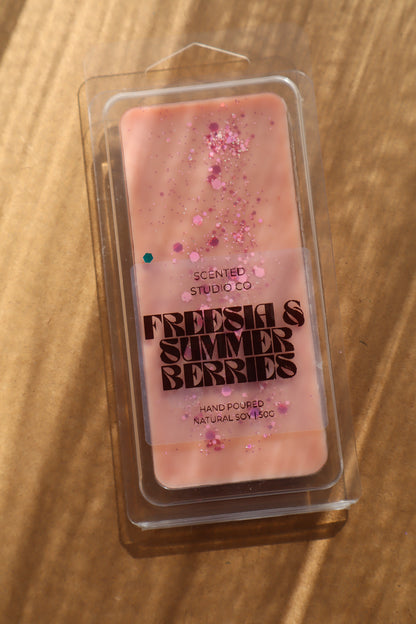 SCENTED
STUDIO CO
FREESIA &
SUMMER
BERRIES
HAND POURED
NATURAL SOY | 50G